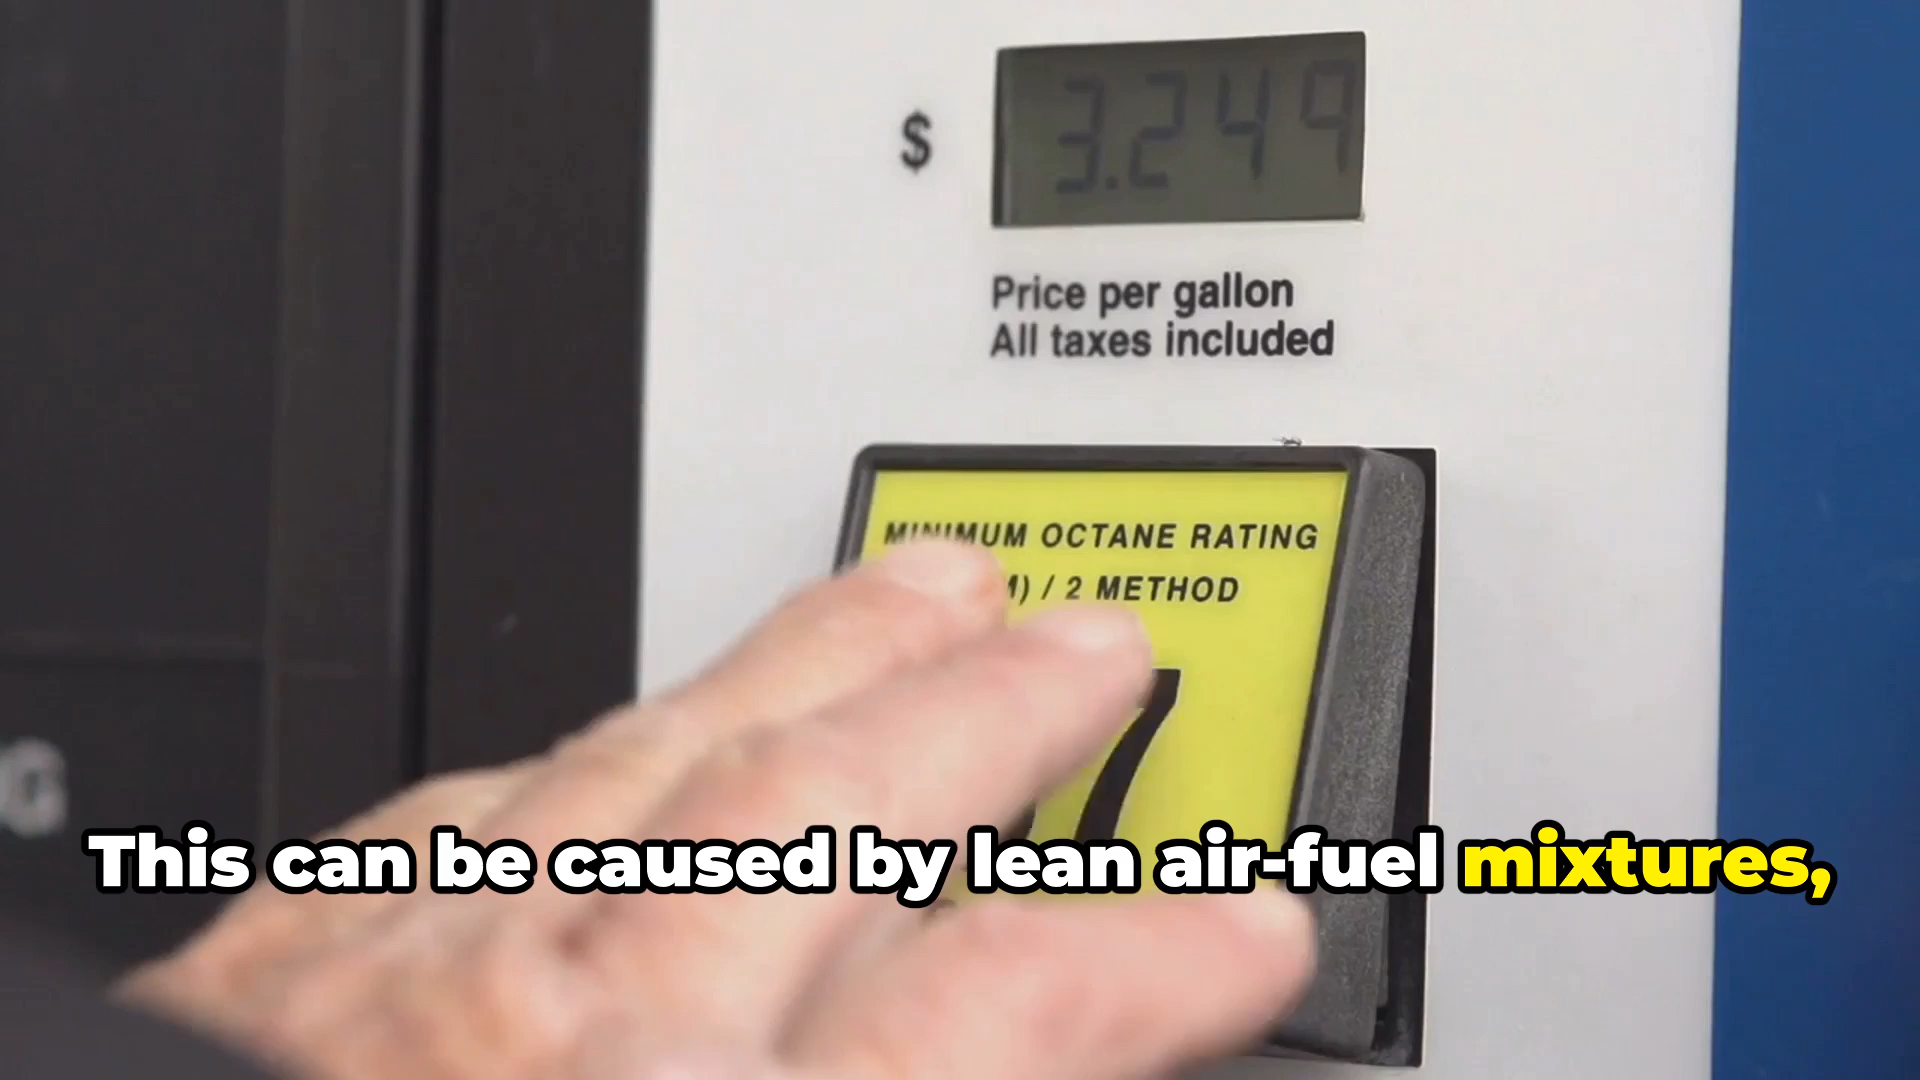 $ 3.249
Price per gallon
All taxes included
MINIMUM OCTANE RATING
M) / 2 METHOD
7
G
This can be caused by lean air-fuel mixtures,